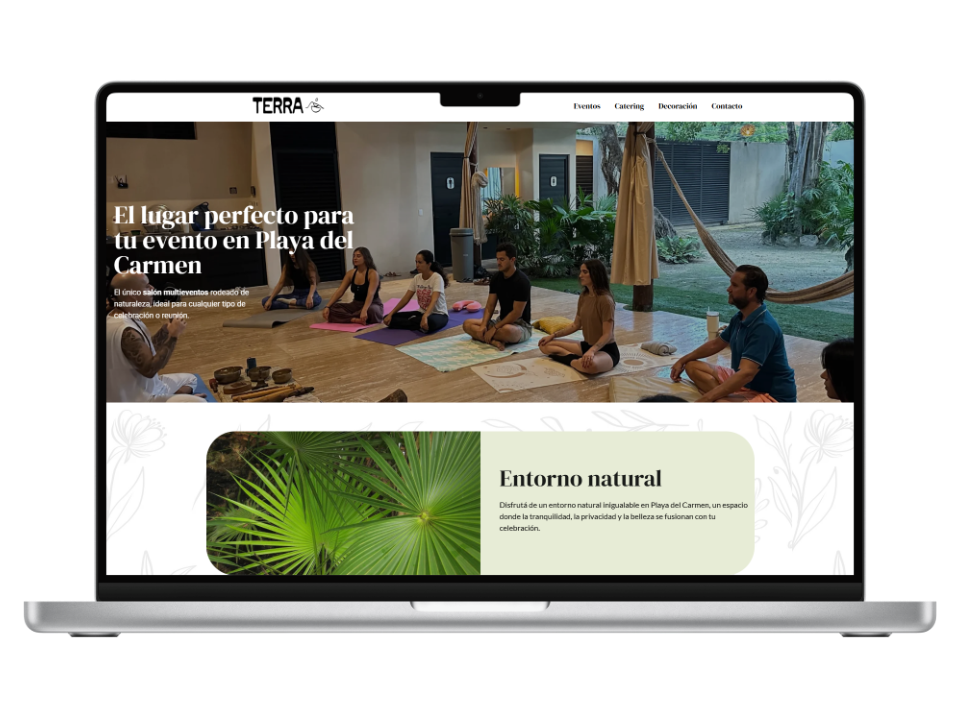 TERRA
Eventos Catering Decoración Contacto
El lugar perfecto para
tu evento en Playa del
Carmen
El único salón multieventos rodeado de
naturaleza, ideal para cualquier tipo de
celebración o reunión.
Entorno natural
Disfrutá de un entorno natural inigualable en Playa del Carmen, un espacio
donde la tranquilidad, la privacidad y la belleza se fusionan con tu
celebración.